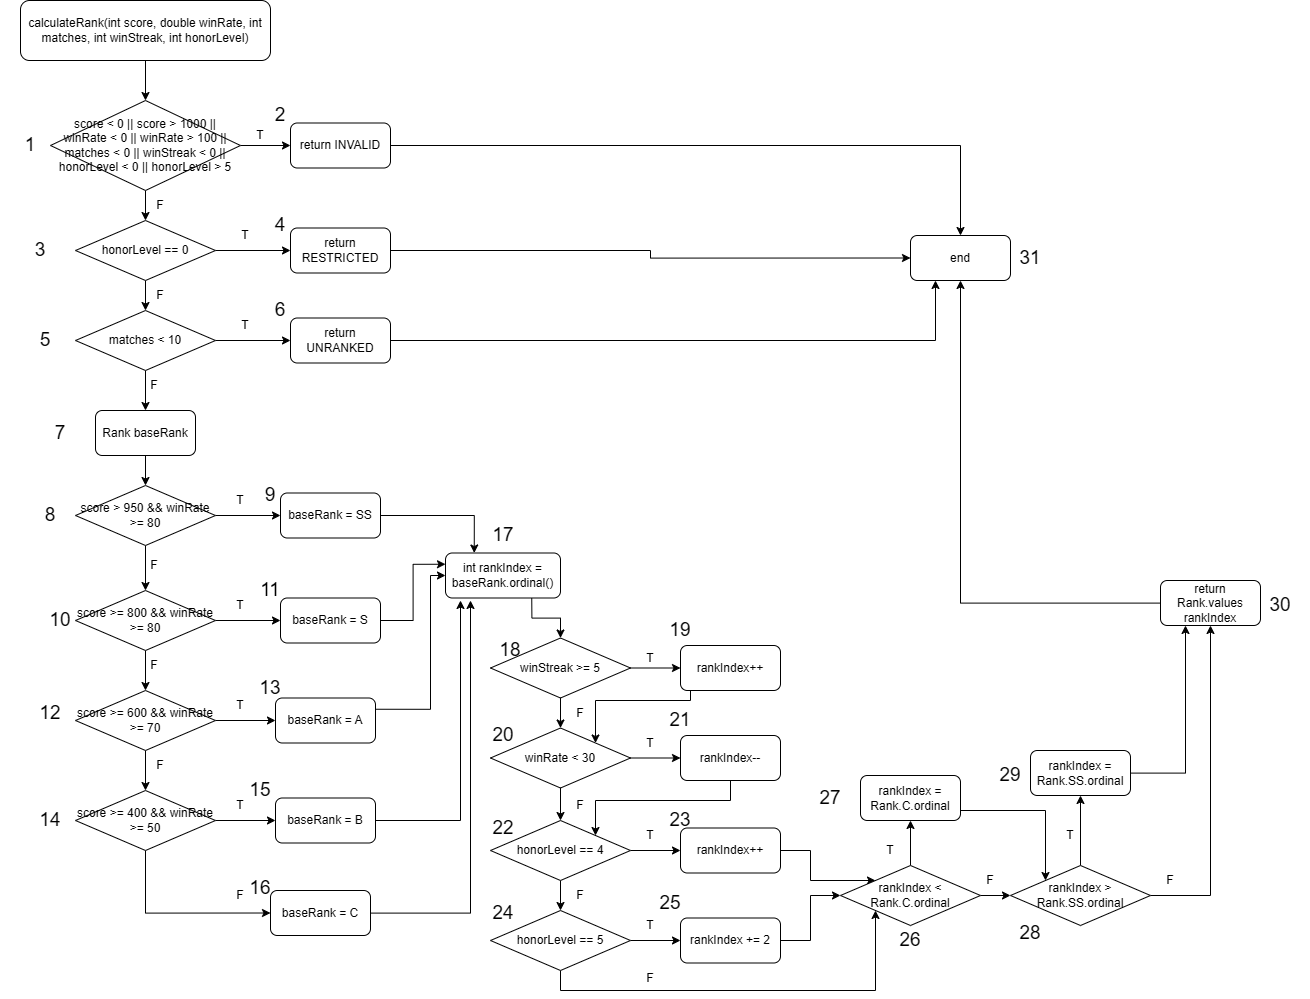 calculateRank(int score, double winRate, int
matches, int winStreak, int honorLevel)
1
score < 0 || score > 1000 ||
winRate < 0 || winRate > 100 ||
matches < 0 || winStreak < 0 ||
honorLevel < 0 || honorLevel > 5
T
2
return INVALID
F
3
honorLevel == 0
T
4
return
RESTRICTED
end
31
F
5
matches < 10
T
6
return
UNRANKED
F
7
Rank baseRank
8
score > 950 && winRate
>= 80
T
9
baseRank = SS
17
int rankIndex =
baseRank.ordinal()
F
10
score >= 800 && winRate
>= 80
T
11
baseRank = S
F
12
score >= 600 && winRate
>= 70
T
13
baseRank = A
F
14
score >= 400 && winRate
>= 50
T
15
baseRank = B
F
16
baseRank = C
18
winStreak >= 5
T
19
rankIndex++
F
20
winRate < 30
T
21
rankIndex--
F
22
honorLevel == 4
T
23
rankIndex++
F
24
honorLevel == 5
T
25
rankIndex += 2
F
26
rankIndex <
Rank.C.ordinal
T
27
rankIndex =
Rank.C.ordinal
F
28
rankIndex >
Rank.SS.ordinal
T
29
rankIndex =
Rank.SS.ordinal
F
return
Rank.values
rankIndex
30